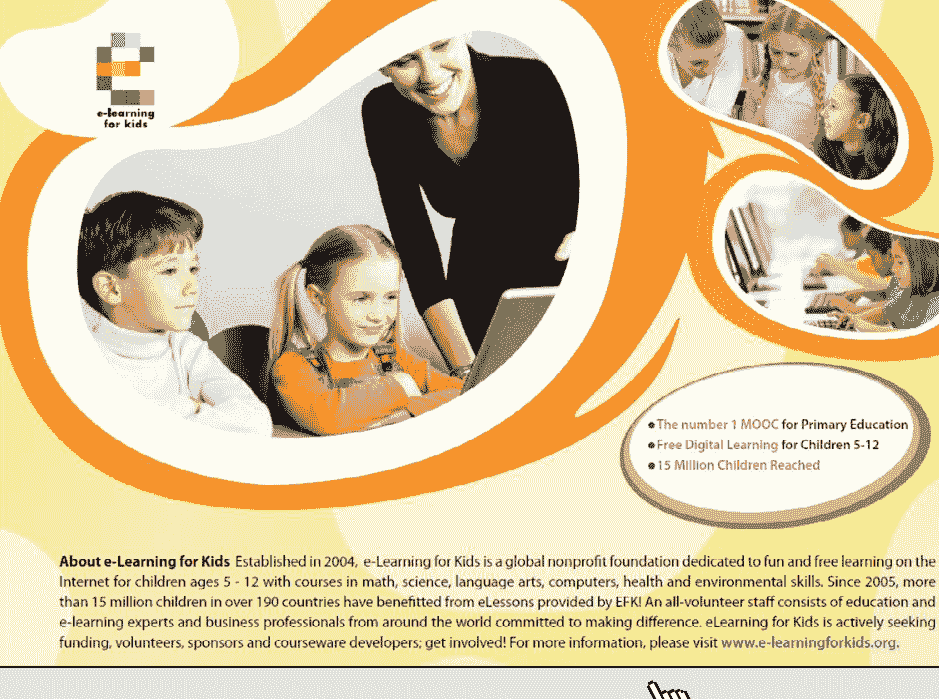 e-learning
for kids
The number 1 MOOC for Primary Education
Free Digital Learning for Children 5-12
15 Million Children Reached
About e-Learning for Kids Established in 2004, e-Learning for Kids is a global nonprofit foundation dedicated to fun and free learning on the
Internet for children ages 5 - 12 with courses in math, science, language arts, computers, health and environmental skills. Since 2005, more
than 15 million children in over 190 countries have benefitted from eLessons provided by EFK! An all-volunteer staff consists of education and
e-learning experts and business professionals from around the world committed to making difference. eLearning for Kids is actively seeking
funding, volunteers, sponsors and courseware developers; get involved! For more information, please visit www.e-learningforkids.org.